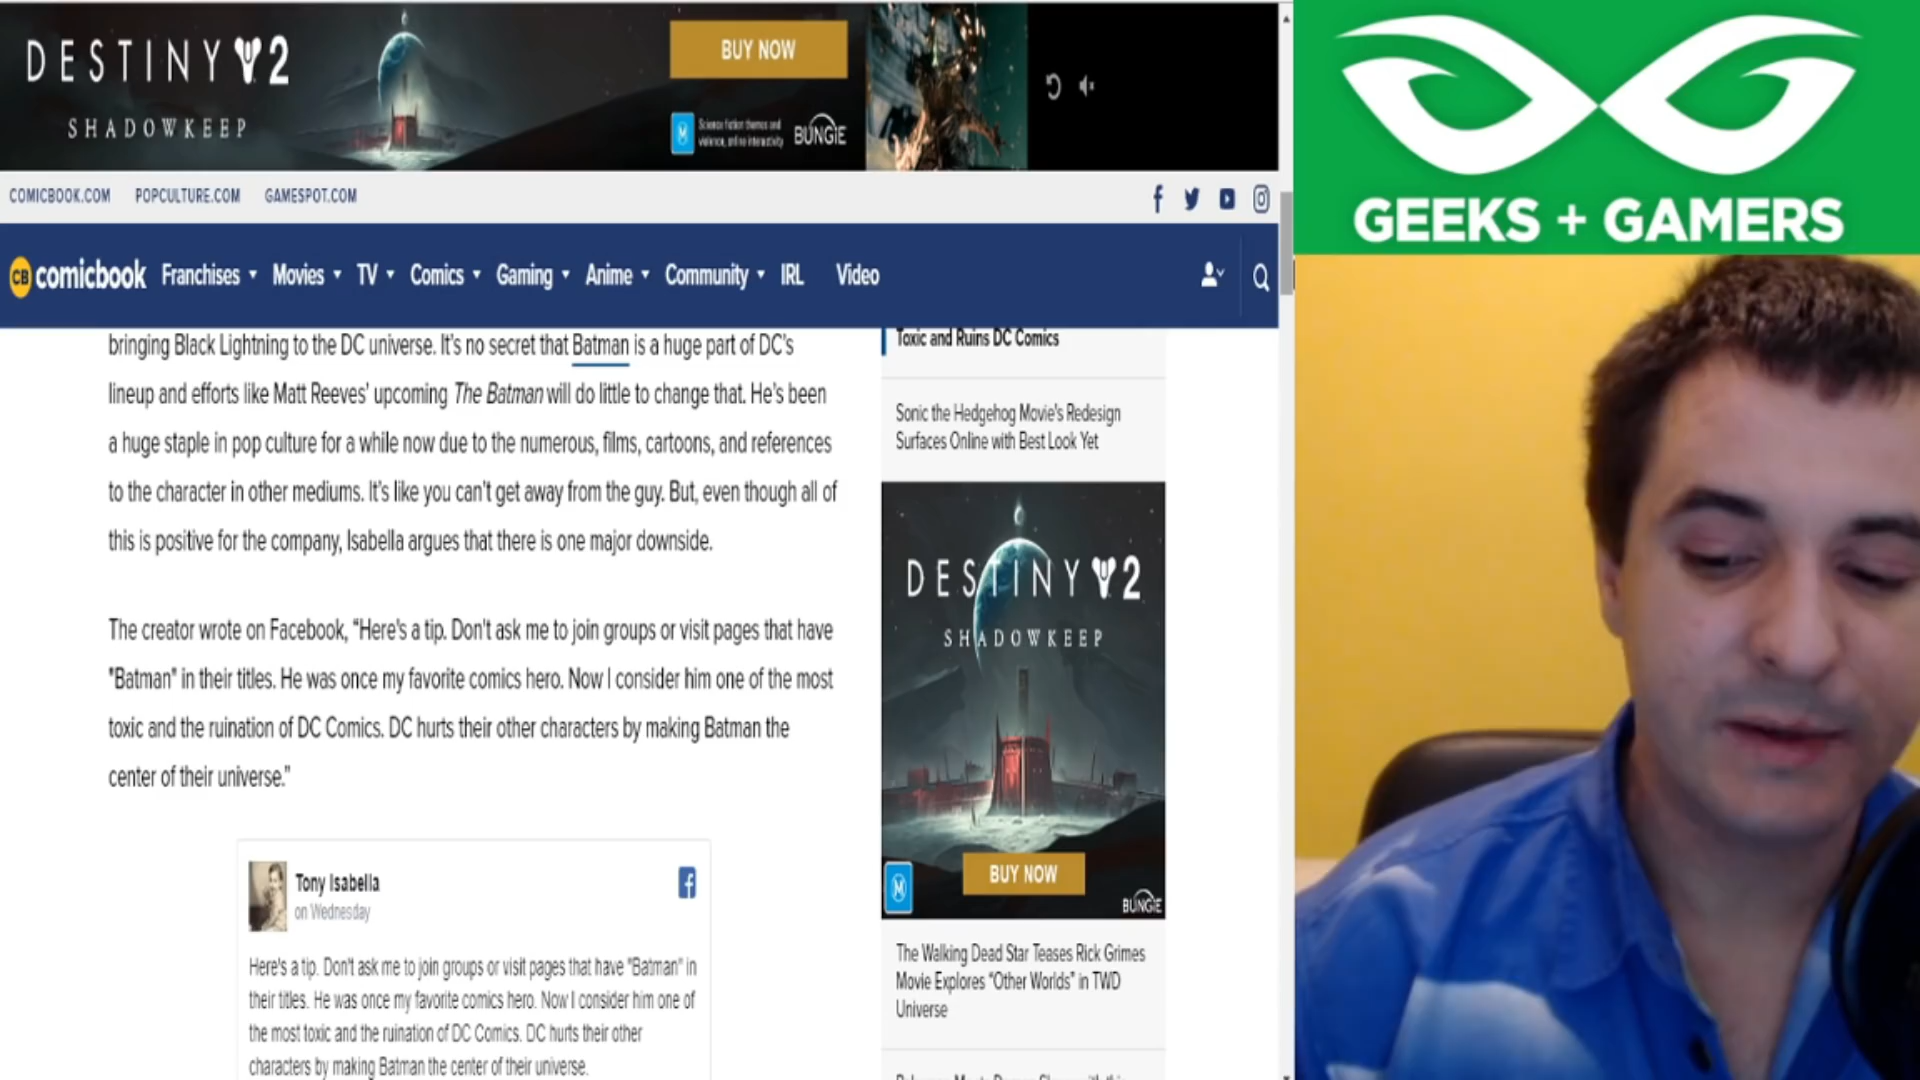 DESTINY 2
SHADOWKEEP
BUY NOW
M
Science fiction themes and
violence, online interactivity
BUNGiE
COMICBOOK.COM POPCULTURE.COM GAMESPOT.COM
CB comicbook Franchises Movies TV Comics Gaming Anime Community IRL Video
bringing Black Lightning to the DC universe. It's no secret that Batman is a huge part of DC's
lineup and efforts like Matt Reeves' upcoming The Batman will do little to change that. He's been
a huge staple in pop culture for a while now due to the numerous, films, cartoons, and references
to the character in other mediums. It's like you can't get away from the guy. But, even though all of
this is positive for the company, Isabella argues that there is one major downside.
The creator wrote on Facebook, “Here's a tip. Don't ask me to join groups or visit pages that have
"Batman" in their titles. He was once my favorite comics hero. Now I consider him one of the most
toxic and the ruination of DC Comics. DC hurts their other characters by making Batman the
center of their universe.”
Tony Isabella
on Wednesday
Here's a tip. Don't ask me to join groups or visit pages that have "Batman" in
their titles. He was once my favorite comics hero. Now I consider him one of
the most toxic and the ruination of DC Comics. DC hurts their other
characters by making Batman the center of their universe.
Toxic and Ruins DC Comics
Sonic the Hedgehog Movie's Redesign
Surfaces Online with Best Look Yet
DESTINY 2
SHADOWKEEP
BUY NOW
M
BUNGiE
The Walking Dead Star Teases Rick Grimes
Movie Explores “Other Worlds” in TWD
Universe
GEEKS + GAMERS